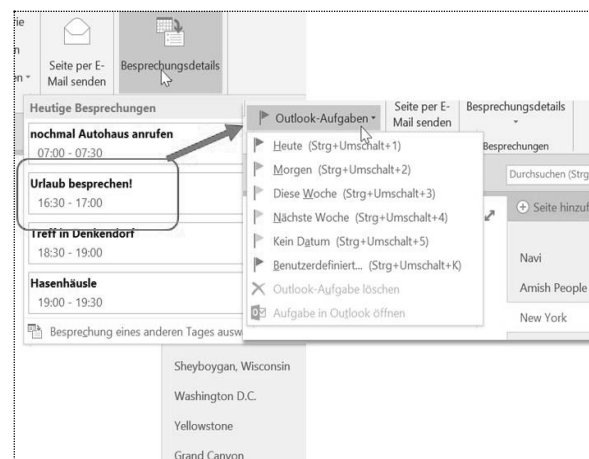 ie
n
en
Seite per E-
Mail senden
Besprechungsdetails
Heutige Besprechungen
nochmal Autohaus anrufen
07:00 - 07:30
Urlaub besprechen!
16:30 - 17:00
Treff in Denkendorf
18:30 - 19:00
Hasenhäusle
19:00 - 19:30
Besprechung eines anderen Tages ausw
Outlook-Aufgaben
Heute (Strg+Umschalt+1)
Morgen (Strg+Umschalt+2)
Diese Woche (Strg+Umschalt+3)
Nächste Woche (Strg+Umschalt+4)
Kein Datum (Strg+Umschalt+5)
Benutzerdefiniert... (Strg+Umschalt+K)
Outlook-Aufgabe löschen
Aufgabe in Outlook öffnen
Seite per E-
Mail senden
Besprechungsdetails
Besprechungen
Durchsuchen (Strg
Seite hinzuf
Navi
Amish People
New York
Sheyboygan, Wisconsin
Washington D.C.
Yellowstone
Grand Canyon